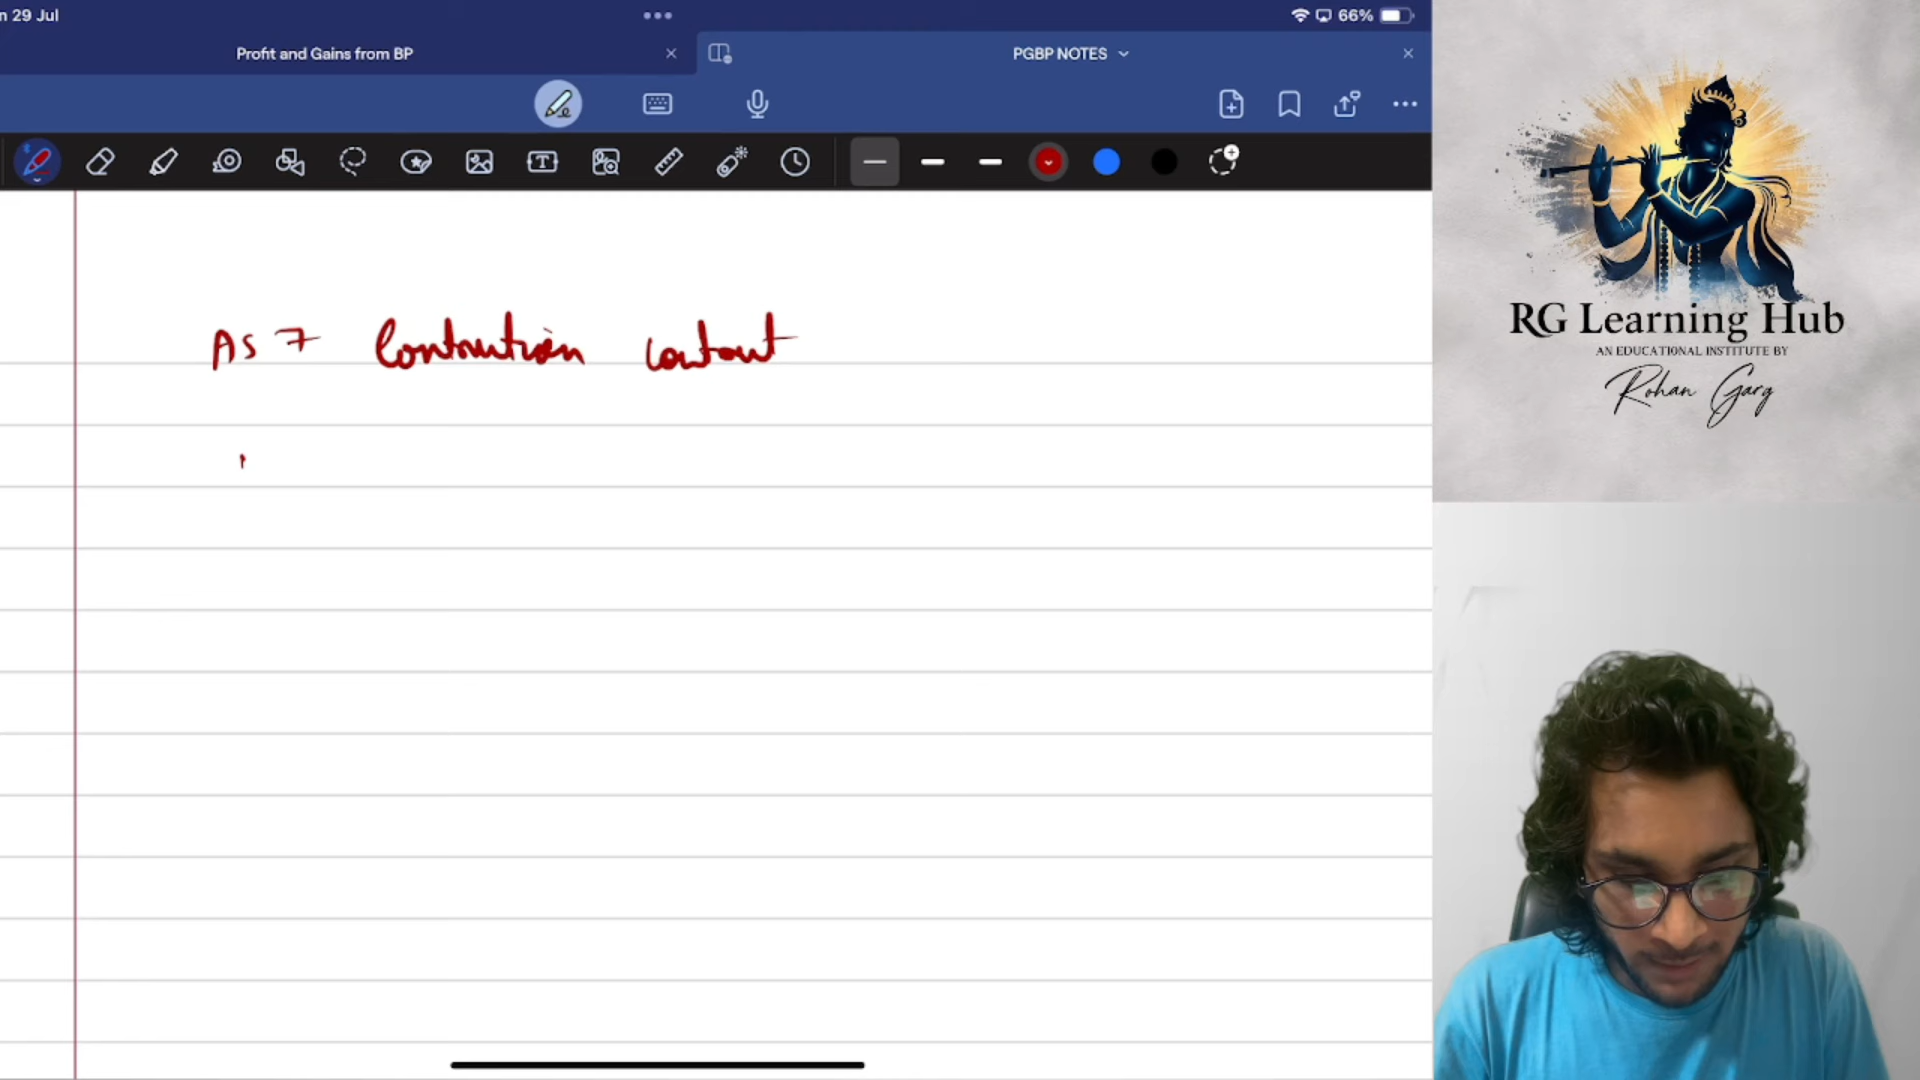 n 29 Jul
66%
Profit and Gains from BP
PGBP NOTES
AS 7 Contruction contract
RG Learning Hub
AN EDUCATIONAL INSTITUTE BY
Rohan Garg